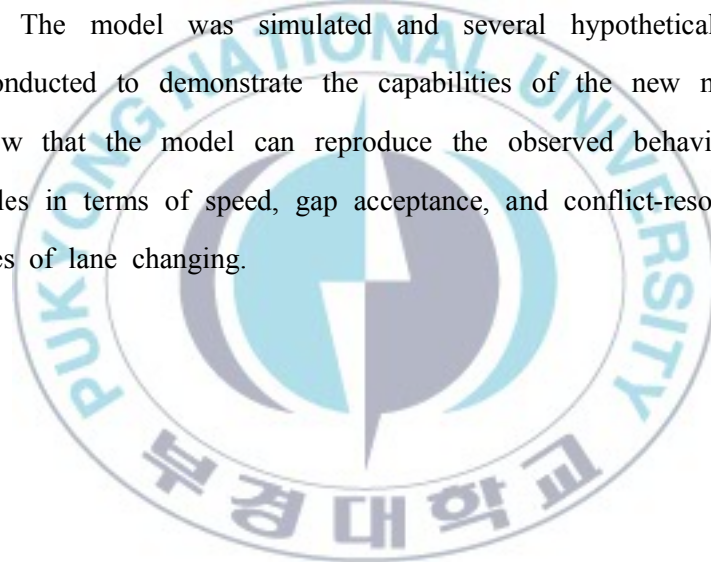 The model was simulated and several hypothetical
onducted to demonstrate the capabilities of the new
w that the model can reproduce the observed behavi
les in terms of speed, gap acceptance, and conflict-reso
es of lane changing.
PUKYONG NATIONAL UNIVERSITY
부경대학교